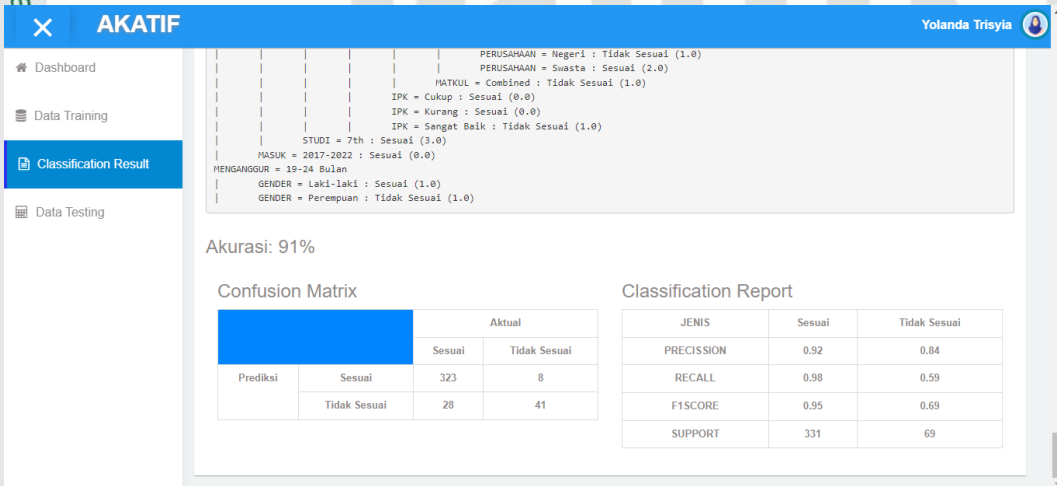 AKATIF
Yolanda Trisyia
Dashboard
Data Training
Classification Result
Data Testing
| | | | | | PERUSAHAAN = Negeri : Tidak Sesuai (1.0)
| | | | | | PERUSAHAAN = Swasta : Sesuai (2.0)
| | | | | MATKUL = Combined : Tidak Sesuai (1.0)
| | | | IPK = Cukup : Sesuai (0.0)
| | | | IPK = Kurang : Sesuai (0.0)
| | | | IPK = Sangat Baik : Tidak Sesuai (1.0)
| | STUDI = 7th : Sesuai (3.0)
| MASUK = 2017-2022 : Sesuai (0.0)
MENGANGGUR = 19-24 Bulan
| GENDER = Laki-laki : Sesuai (1.0)
| GENDER = Perempuan : Tidak Sesuai (1.0)
Akurasi: 91%
Confusion Matrix
Aktual
Sesuai Tidak Sesuai
Prediksi Sesuai 323 8
Tidak Sesuai 28 41
Classification Report
JENIS Sesuai Tidak Sesuai
PRECISSION 0.92 0.84
RECALL 0.98 0.59
F1SCORE 0.95 0.69
SUPPORT 331 69